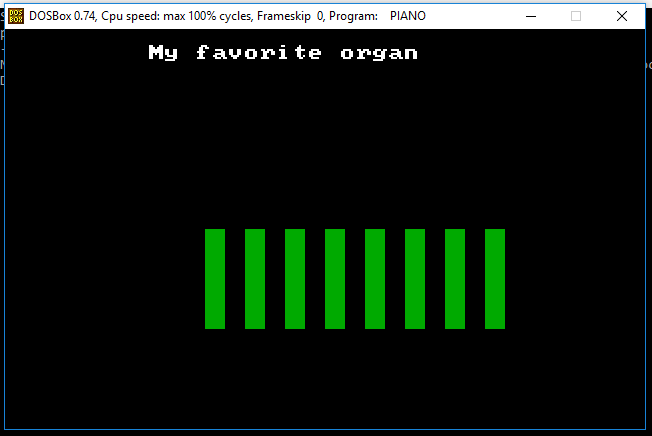 DOSBox 0.74, Cpu speed: max 100% cycles, Frameskip 0, Program: PIANO
My favorite organ